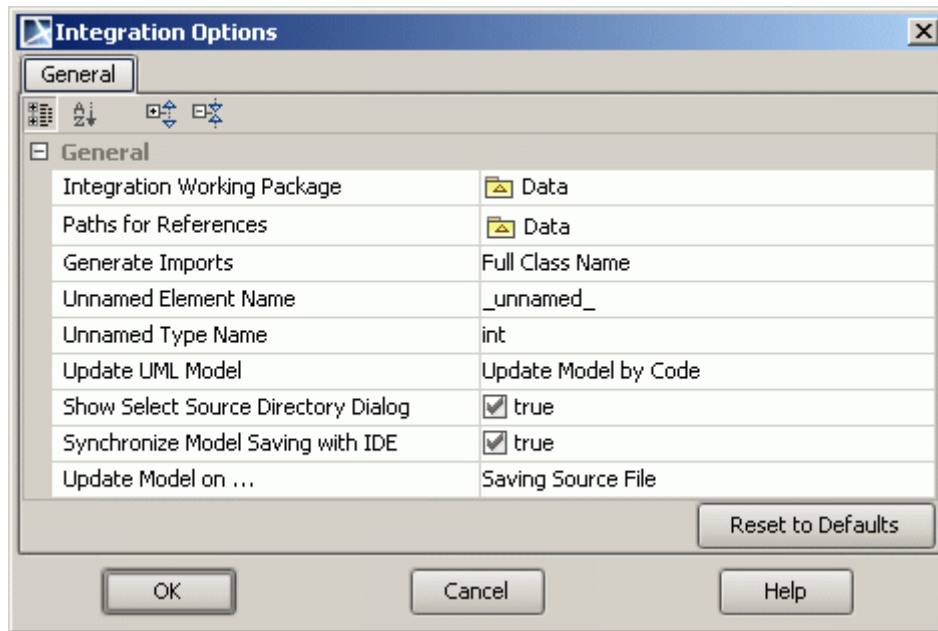 Integration Options
General
General
Integration Working Package Data
Paths for References Data
Generate Imports Full Class Name
Unnamed Element Name _unnamed_
Unnamed Type Name int
Update UML Model Update Model by Code
Show Select Source Directory Dialog true
Synchronize Model Saving with IDE true
Update Model on ... Saving Source File
Reset to Defaults
OK Cancel Help